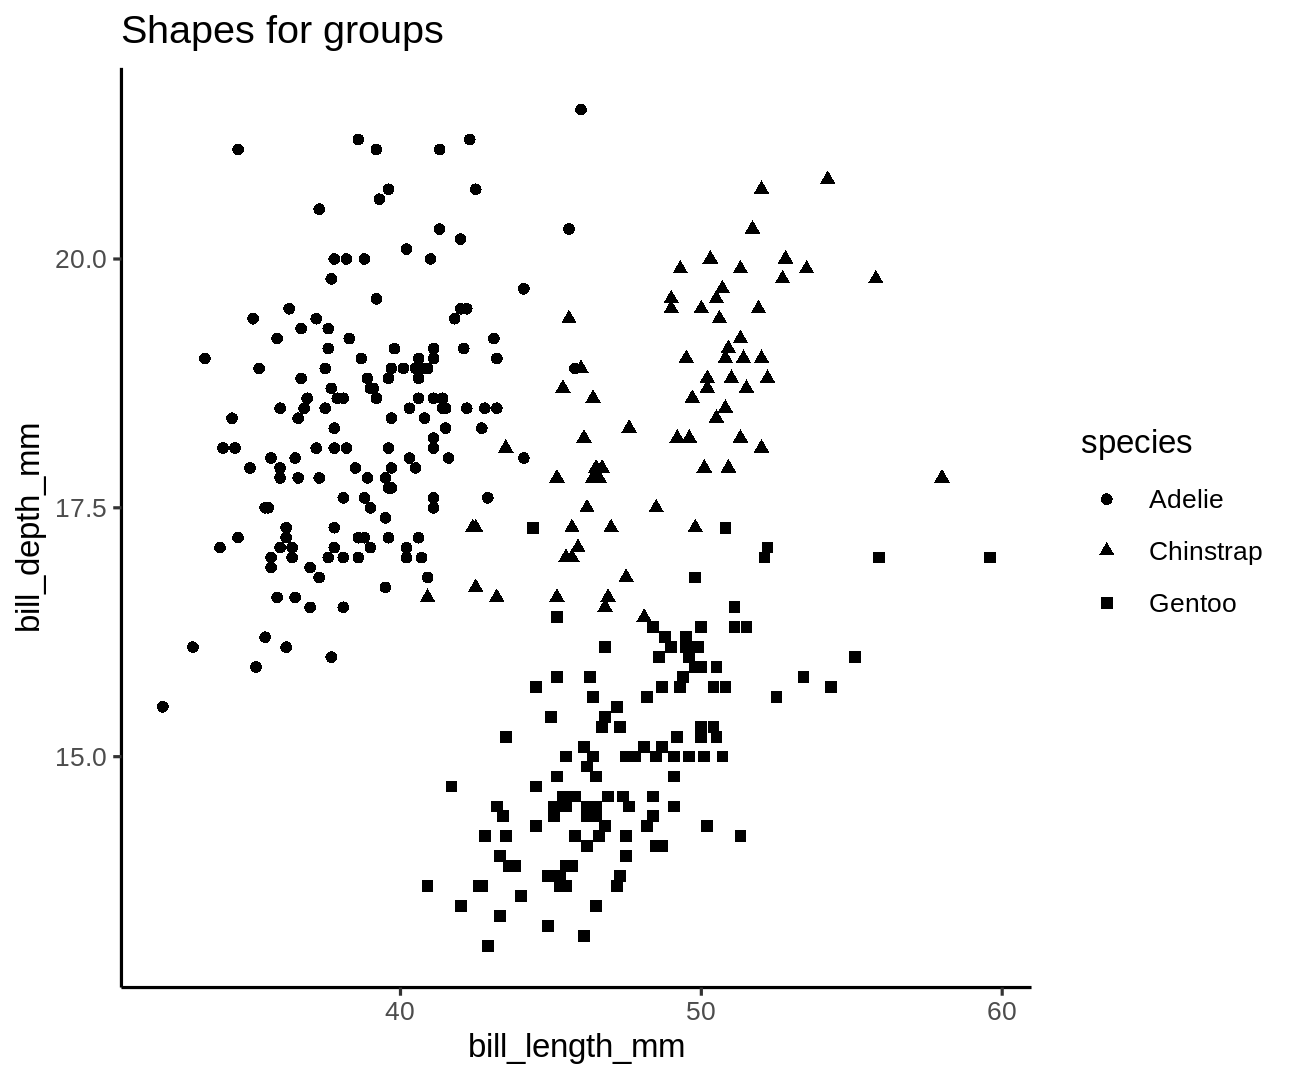 Shapes for groups
20.0
17.5
15.0
bill_depth_mm
40
50
60
bill_length_mm
species
Adelie
Chinstrap
Gentoo